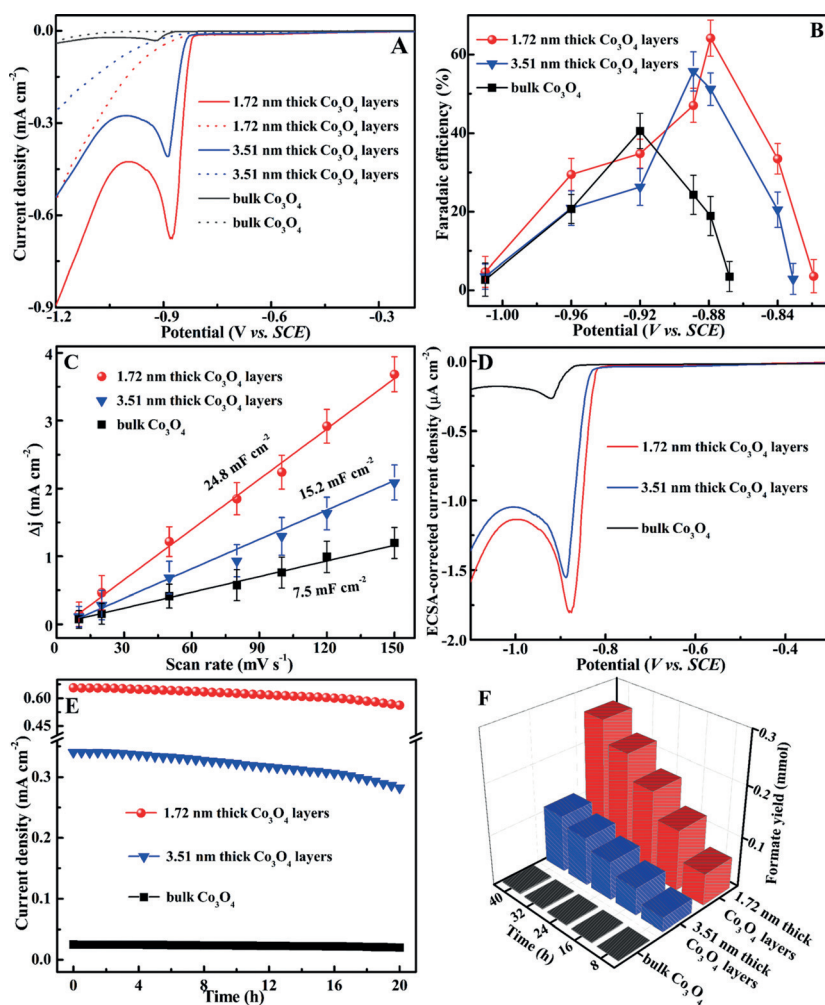 A
0.0
-0.3
-0.6
-0.9
Current density (mA cm⁻²)
1.72 nm thick Co₃O₄ layers
1.72 nm thick Co₃O₄ layers
3.51 nm thick Co₃O₄ layers
3.51 nm thick Co₃O₄ layers
bulk Co₃O₄
bulk Co₃O₄
-1.2 -0.9 -0.6 -0.3
Potential (V vs. SCE)
B
60
40
20
0
Faradaic efficiency (%)
1.72 nm thick Co₃O₄ layers
3.51 nm thick Co₃O₄ layers
bulk Co₃O₄
-1.00 -0.96 -0.92 -0.88 -0.84
Potential (V vs. SCE)
C
4
3
2
1
0
Δj (mA cm⁻²)
1.72 nm thick Co₃O₄ layers
3.51 nm thick Co₃O₄ layers
bulk Co₃O₄
24.8 mF cm⁻²
15.2 mF cm⁻²
7.5 mF cm⁻²
0 30 60 90 120 150
Scan rate (mV s⁻¹)
D
0.0
-0.5
-1.0
-1.5
-2.0
ECSA-corrected current density (μA cm⁻²)
1.72 nm thick Co₃O₄ layers
3.51 nm thick Co₃O₄ layers
bulk Co₃O₄
-1.0 -0.8 -0.6 -0.4
Potential (V vs. SCE)
E
0.60
0.45
0.3
0.1
0.0
Current density (mA cm⁻²)
1.72 nm thick Co₃O₄ layers
3.51 nm thick Co₃O₄ layers
bulk Co₃O₄
0 4 8 12 16 20
Time (h)
F
0.3
0.2
0.1
Formate yield (mmol)
40 32 24 16 8
Time (h)
1.72 nm thick
Co₃O₄ layers
3.51 nm thick
Co₃O₄ layers
bulk Co₃O₄